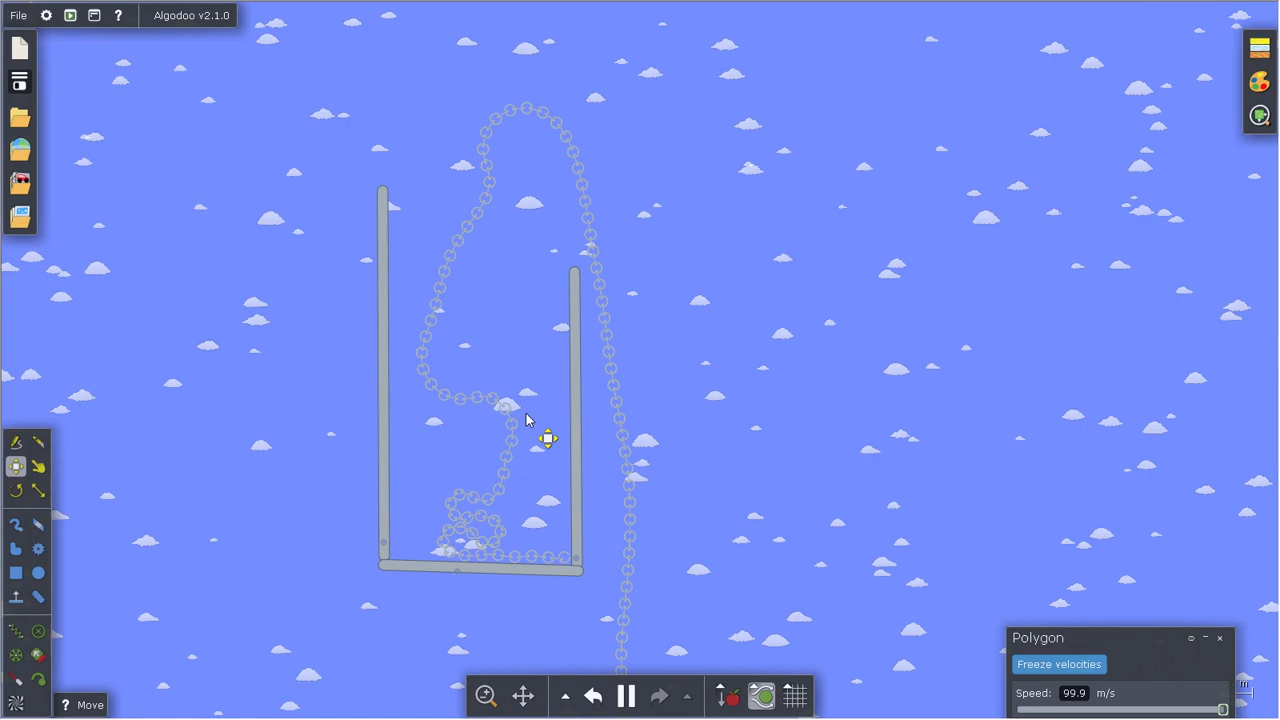 File
?
Algodoo v2.1.0
Polygon
Freeze velocities
Speed: 99.9 m/s
m
? Move